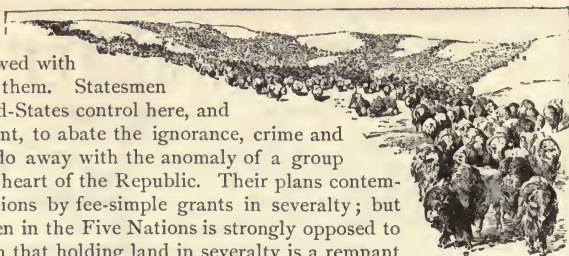 wed with
them. Statesmen
d-States control here, and
nt, to abate the ignorance, crime and
do away with the anomaly of a group
heart of the Republic. Their plans contem-
ions by fee-simple grants in severalty; but
en in the Five Nations is strongly opposed to
n that holding land in severalty is a remnant